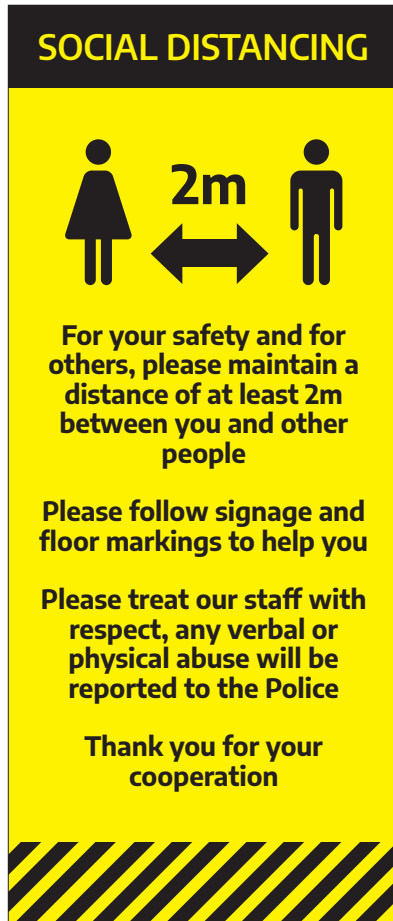 SOCIAL DISTANCING
2m
For your safety and for
others, please maintain a
distance of at least 2m
between you and other
people
Please follow signage and
floor markings to help you
Please treat our staff with
respect, any verbal or
physical abuse will be
reported to the Police
Thank you for your
cooperation